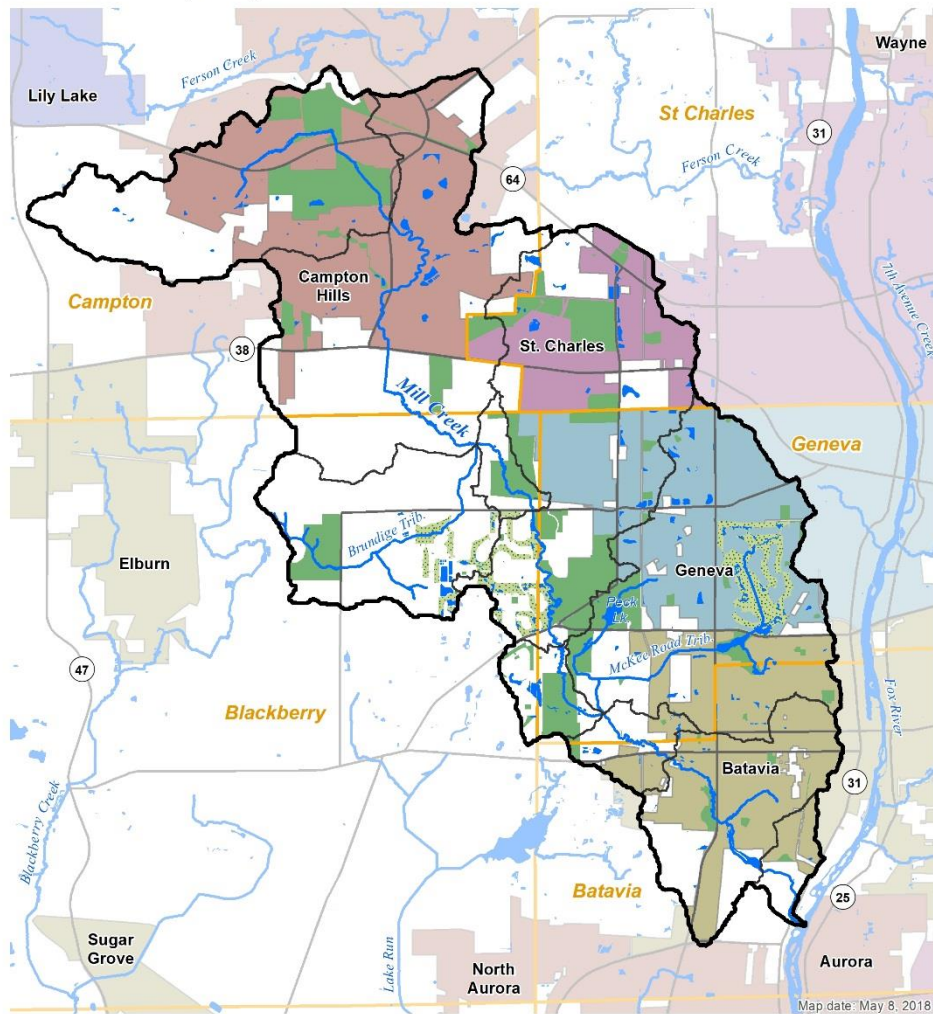 Wayne
Ferson Creek
Lily Lake
St Charles
31
Ferson Creek
64
7th Avenue Creek
Campton
Hills
Campton
St. Charles
38
Mill Creek
Geneva
Brundige Trib.
Elburn
Geneva
Peck
Lk.
McKee Road Trib.
47
Blackberry
Fox River
Batavia
31
Blackberry Creek
Batavia
25
Sugar
Grove
Lake Run
North
Aurora
Aurora
Map date: May 8, 2018